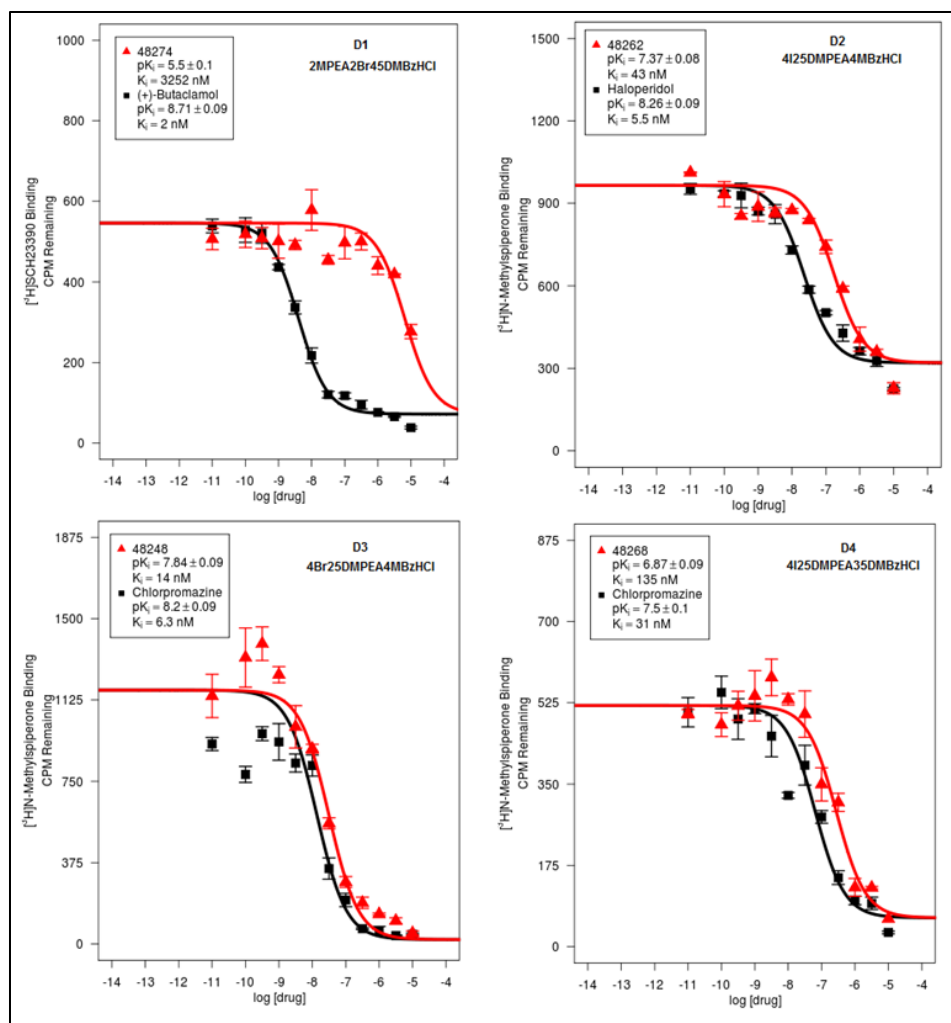 D1
2MPEA2Br45DMBzHCl
48274
pKi = 5.5 ± 0.1
Ki = 3252 nM
(+)-Butaclamol
pKi = 8.71 ± 0.09
Ki = 2 nM
[³H]SCH23390 Binding
CPM Remaining
1000
800
600
400
200
0
-14 -13 -12 -11 -10 -9 -8 -7 -6 -5 -4
log [drug]
D2
4I25DMPEA4MBzHCl
48262
pKi = 7.37 ± 0.08
Ki = 43 nM
Haloperidol
pKi = 8.26 ± 0.09
Ki = 5.5 nM
[³H]N-Methylspiperone Binding
CPM Remaining
1500
1200
900
600
300
0
-14 -13 -12 -11 -10 -9 -8 -7 -6 -5 -4
log [drug]
D3
4Br25DMPEA4MBzHCl
48248
pKi = 7.84 ± 0.09
Ki = 14 nM
Chlorpromazine
pKi = 8.2 ± 0.09
Ki = 6.3 nM
[³H]N-Methylspiperone Binding
CPM Remaining
1875
1500
1125
750
375
0
-14 -13 -12 -11 -10 -9 -8 -7 -6 -5 -4
log [drug]
D4
4I25DMPEA35DMBzHCl
48268
pKi = 6.87 ± 0.09
Ki = 135 nM
Chlorpromazine
pKi = 7.5 ± 0.1
Ki = 31 nM
[³H]N-Methylspiperone Binding
CPM Remaining
875
700
525
350
175
0
-14 -13 -12 -11 -10 -9 -8 -7 -6 -5 -4
log [drug]